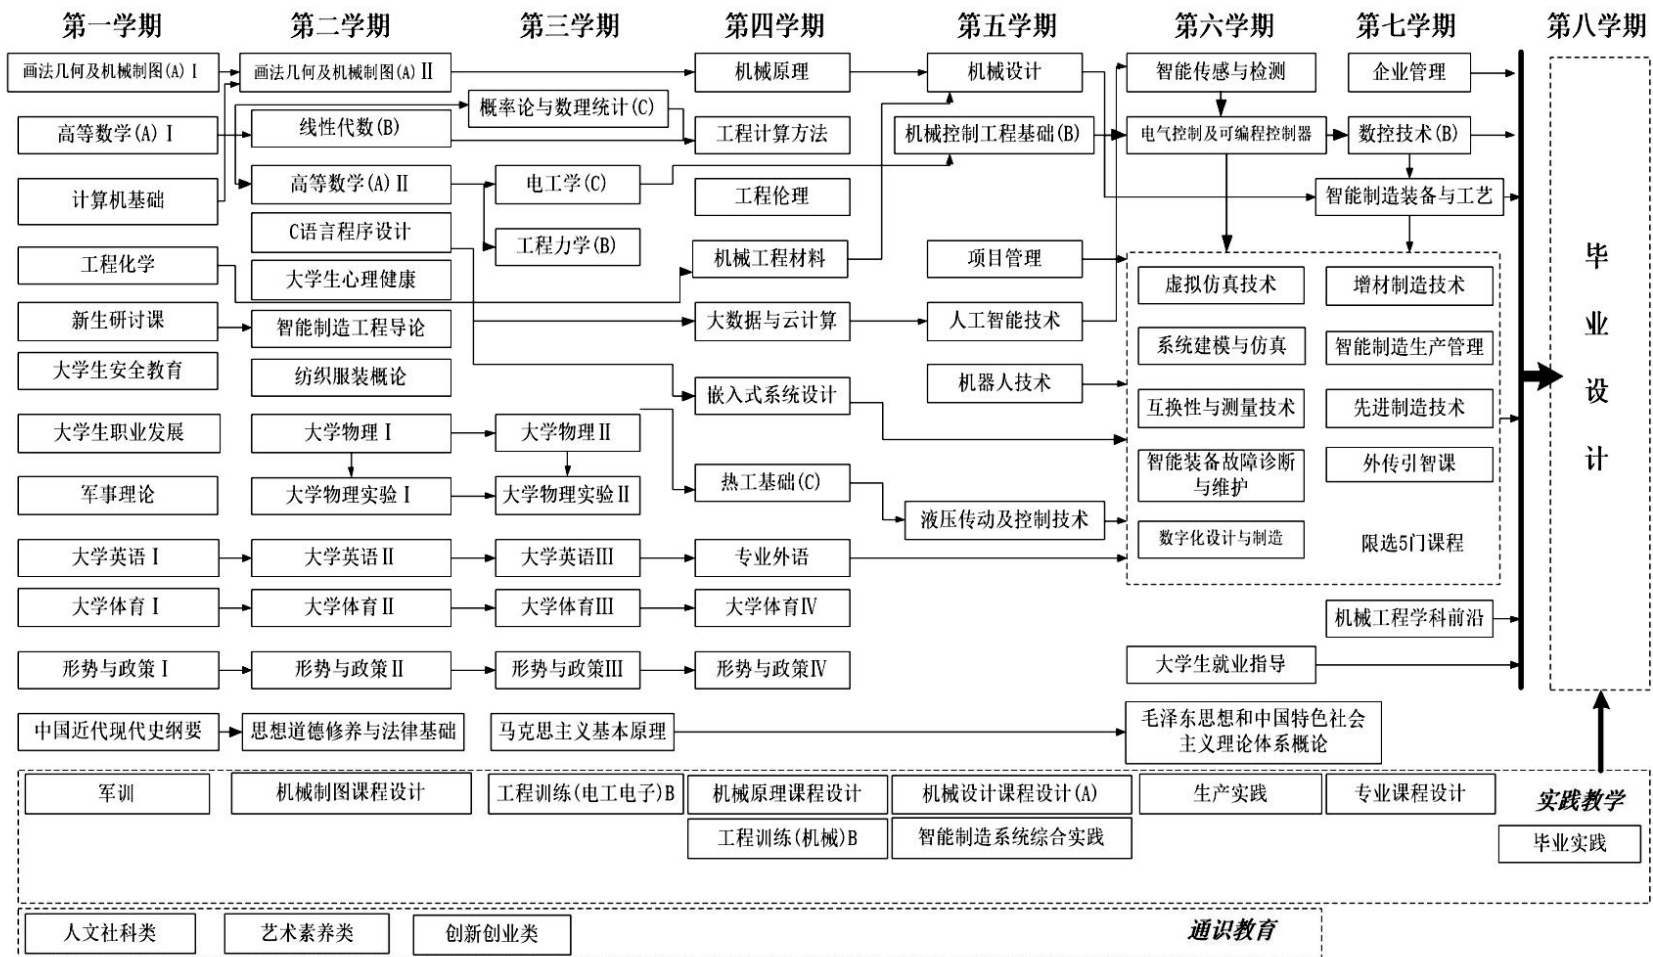 第一学期
第二学期
第三学期
第四学期
第五学期
第六学期
第七学期
第八学期
画法几何及机械制图(A)Ⅰ
画法几何及机械制图(A)Ⅱ
机械原理
机械设计
智能传感与检测
企业管理
概率论与数理统计(C)
高等数学(A)Ⅰ
线性代数(B)
工程计算方法
机械控制工程基础(B)
电气控制及可编程控制器
数控技术(B)
计算机基础
高等数学(A)Ⅱ
电工学(C)
工程伦理
智能制造装备与工艺
C语言程序设计
工程力学(B)
工程化学
大学生心理健康
机械工程材料
项目管理
虚拟仿真技术
增材制造技术
新生研讨课
智能制造工程导论
大数据与云计算
人工智能技术
系统建模与仿真
智能制造生产管理
大学生安全教育
纺织服装概论
嵌入式系统设计
机器人技术
互换性与测量技术
先进制造技术
大学生职业发展
大学物理Ⅰ
大学物理Ⅱ
智能装备故障诊断
与维护
外传引智课
军事理论
大学物理实验Ⅰ
大学物理实验Ⅱ
热工基础(C)
液压传动及控制技术
数字化设计与制造
限选5门课程
大学英语Ⅰ
大学英语Ⅱ
大学英语III
专业外语
大学体育Ⅰ
大学体育Ⅱ
大学体育III
大学体育Ⅳ
机械工程学科前沿
形势与政策Ⅰ
形势与政策Ⅱ
形势与政策III
形势与政策Ⅳ
大学生就业指导
毕
业
设
计
中国近代现代史纲要
思想道德修养与法律基础
马克思主义基本原理
毛泽东思想和中国特色社会
主义理论体系概论
军训
机械制图课程设计
工程训练(电工电子)B
机械原理课程设计
机械设计课程设计(A)
生产实践
专业课程设计
实践教学
工程训练(机械)B
智能制造系统综合实践
毕业实践
人文社科类
艺术素养类
创新创业类
通识教育